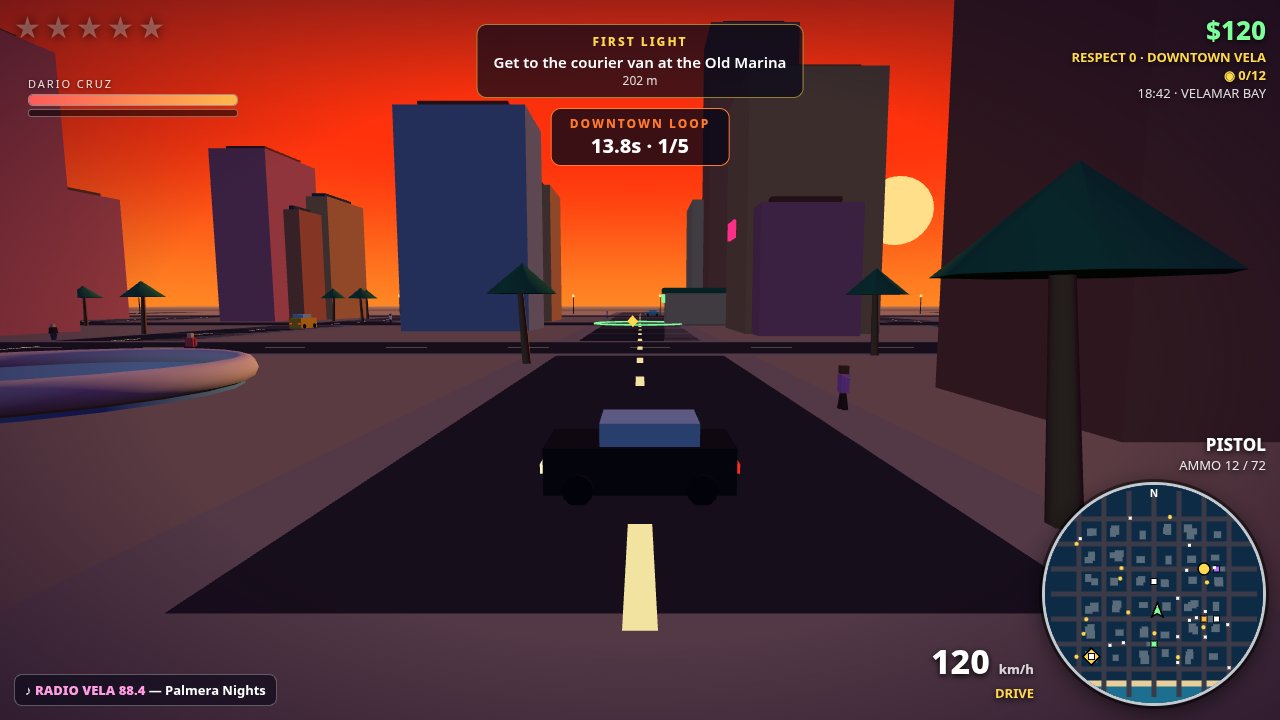 ★★★★★
DARIO CRUZ
FIRST LIGHT
Get to the courier van at the Old Marina
202 m
DOWNTOWN LOOP
13.8s · 1/5
$120
RESPECT 0 · DOWNTOWN VELA
◉ 0/12
18:42 · VELAMAR BAY
PISTOL
AMMO 12 / 72
N
120 km/h
DRIVE
♪ RADIO VELA 88.4 — Palmera Nights